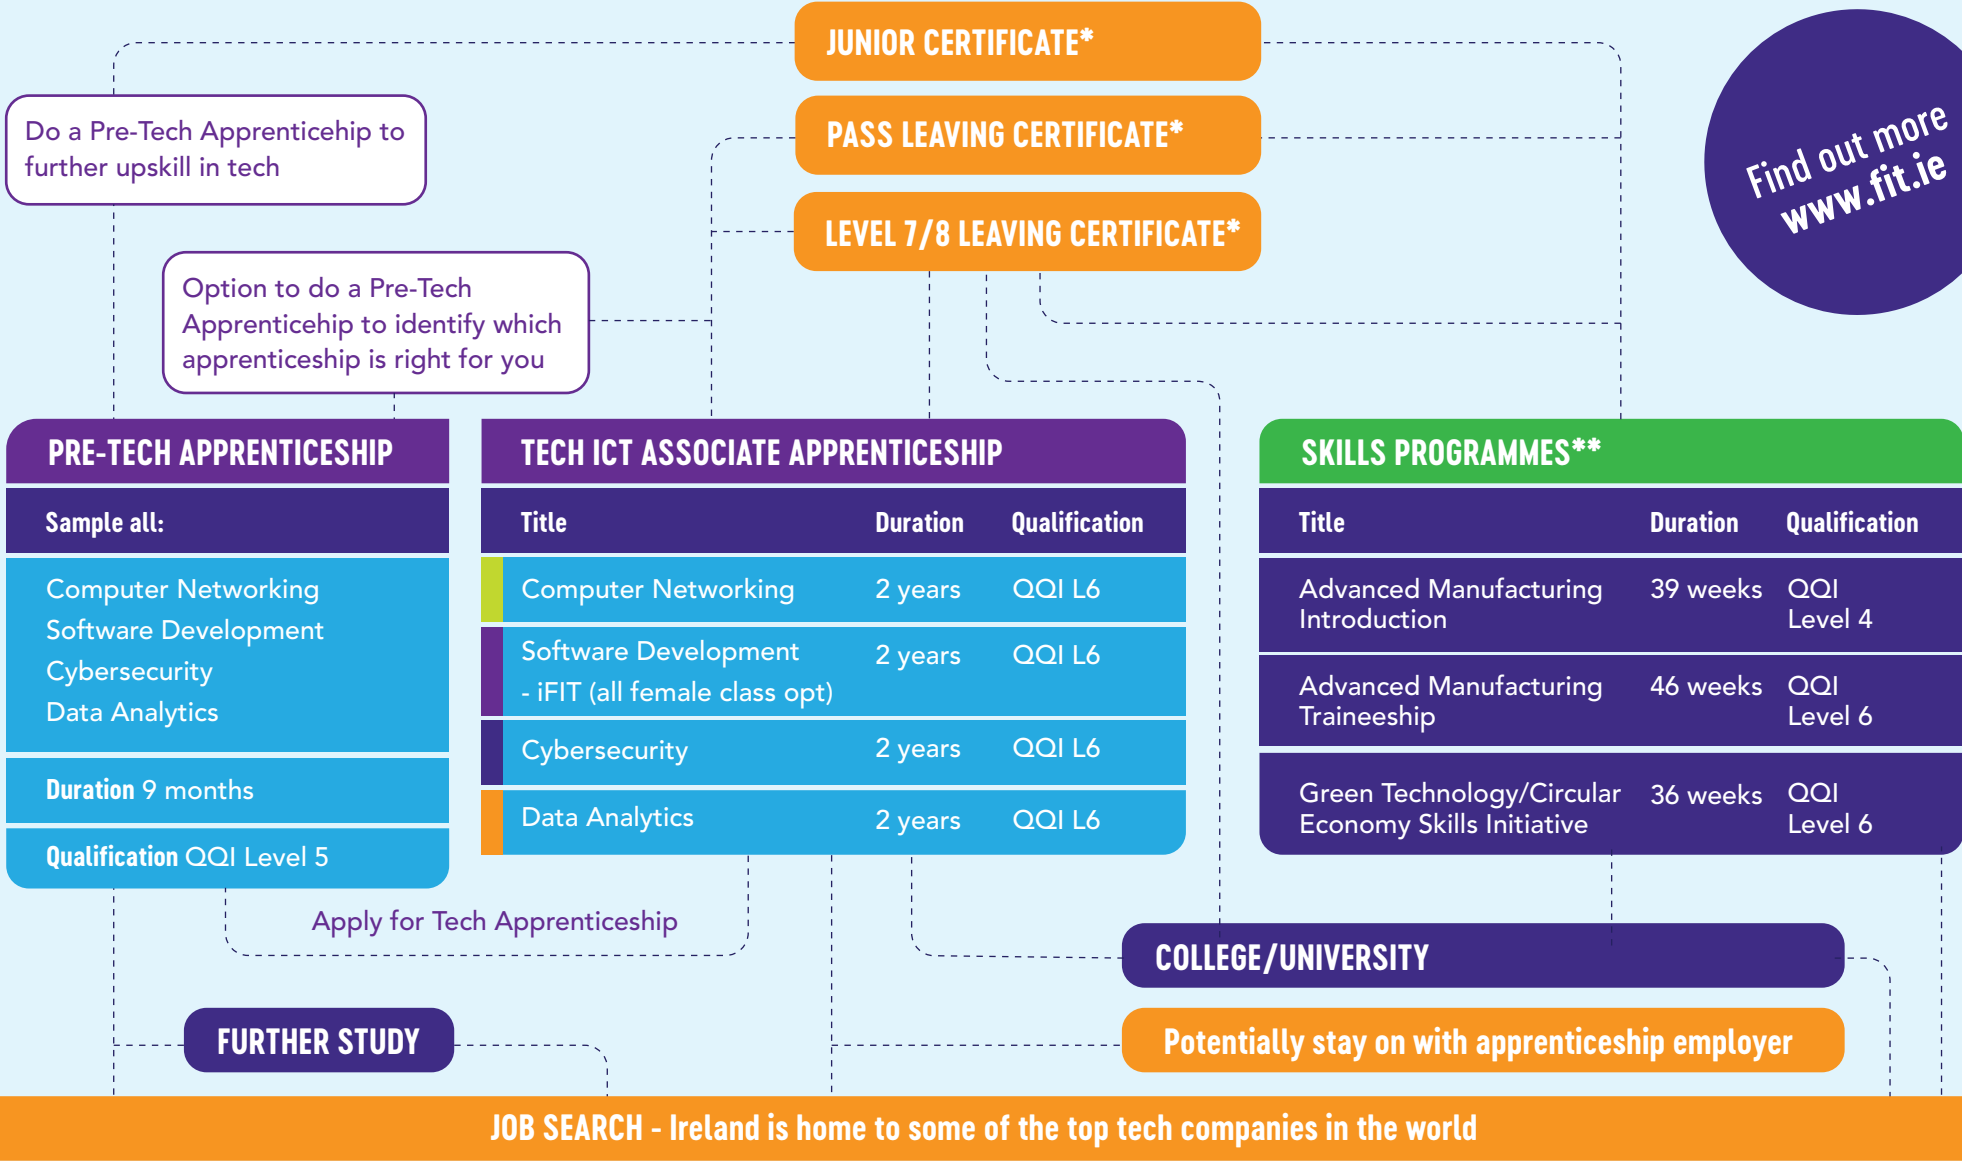 JUNIOR CERTIFICATE*
PASS LEAVING CERTIFICATE*
LEVEL 7/8 LEAVING CERTIFICATE*
Find out more
www.fit.ie
Do a Pre-Tech Apprenticehip to
further upskill in tech
Option to do a Pre-Tech
Apprenticehip to identify which
apprenticeship is right for you
PRE-TECH APPRENTICESHIP
Sample all:
Computer Networking
Software Development
Cybersecurity
Data Analytics
Duration 9 months
Qualification QQI Level 5
TECH ICT ASSOCIATE APPRENTICESHIP
Title Duration Qualification
Computer Networking 2 years QQI L6
Software Development 2 years QQI L6
- iFIT (all female class opt)
Cybersecurity 2 years QQI L6
Data Analytics 2 years QQI L6
SKILLS PROGRAMMES**
Title Duration Qualification
Advanced Manufacturing 39 weeks QQI
Introduction Level 4
Advanced Manufacturing 46 weeks QQI
Traineeship Level 6
Green Technology/Circular 36 weeks QQI
Economy Skills Initiative Level 6
Apply for Tech Apprenticeship
COLLEGE/UNIVERSITY
FURTHER STUDY
Potentially stay on with apprenticeship employer
JOB SEARCH - Ireland is home to some of the top tech companies in the world